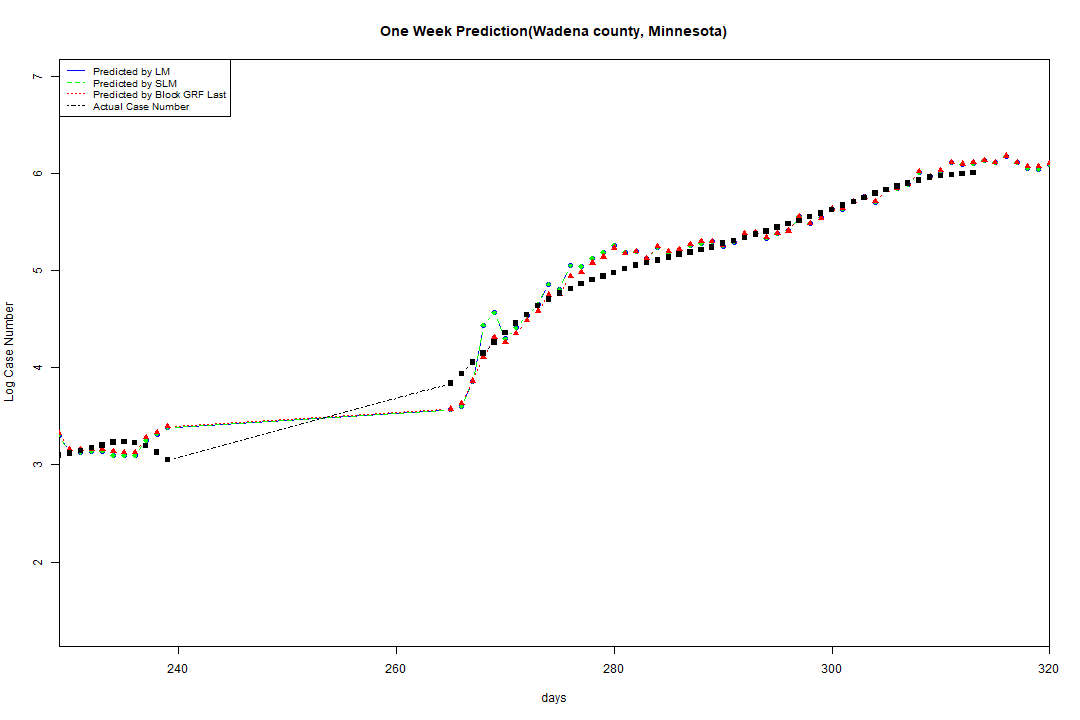 One Week Prediction(Wadena county, Minnesota)
Predicted by LM
Predicted by SLM
Predicted by Block GRF Last
Actual Case Number
7
6
5
4
3
2
Log Case Number
240 260 280 300 320
days